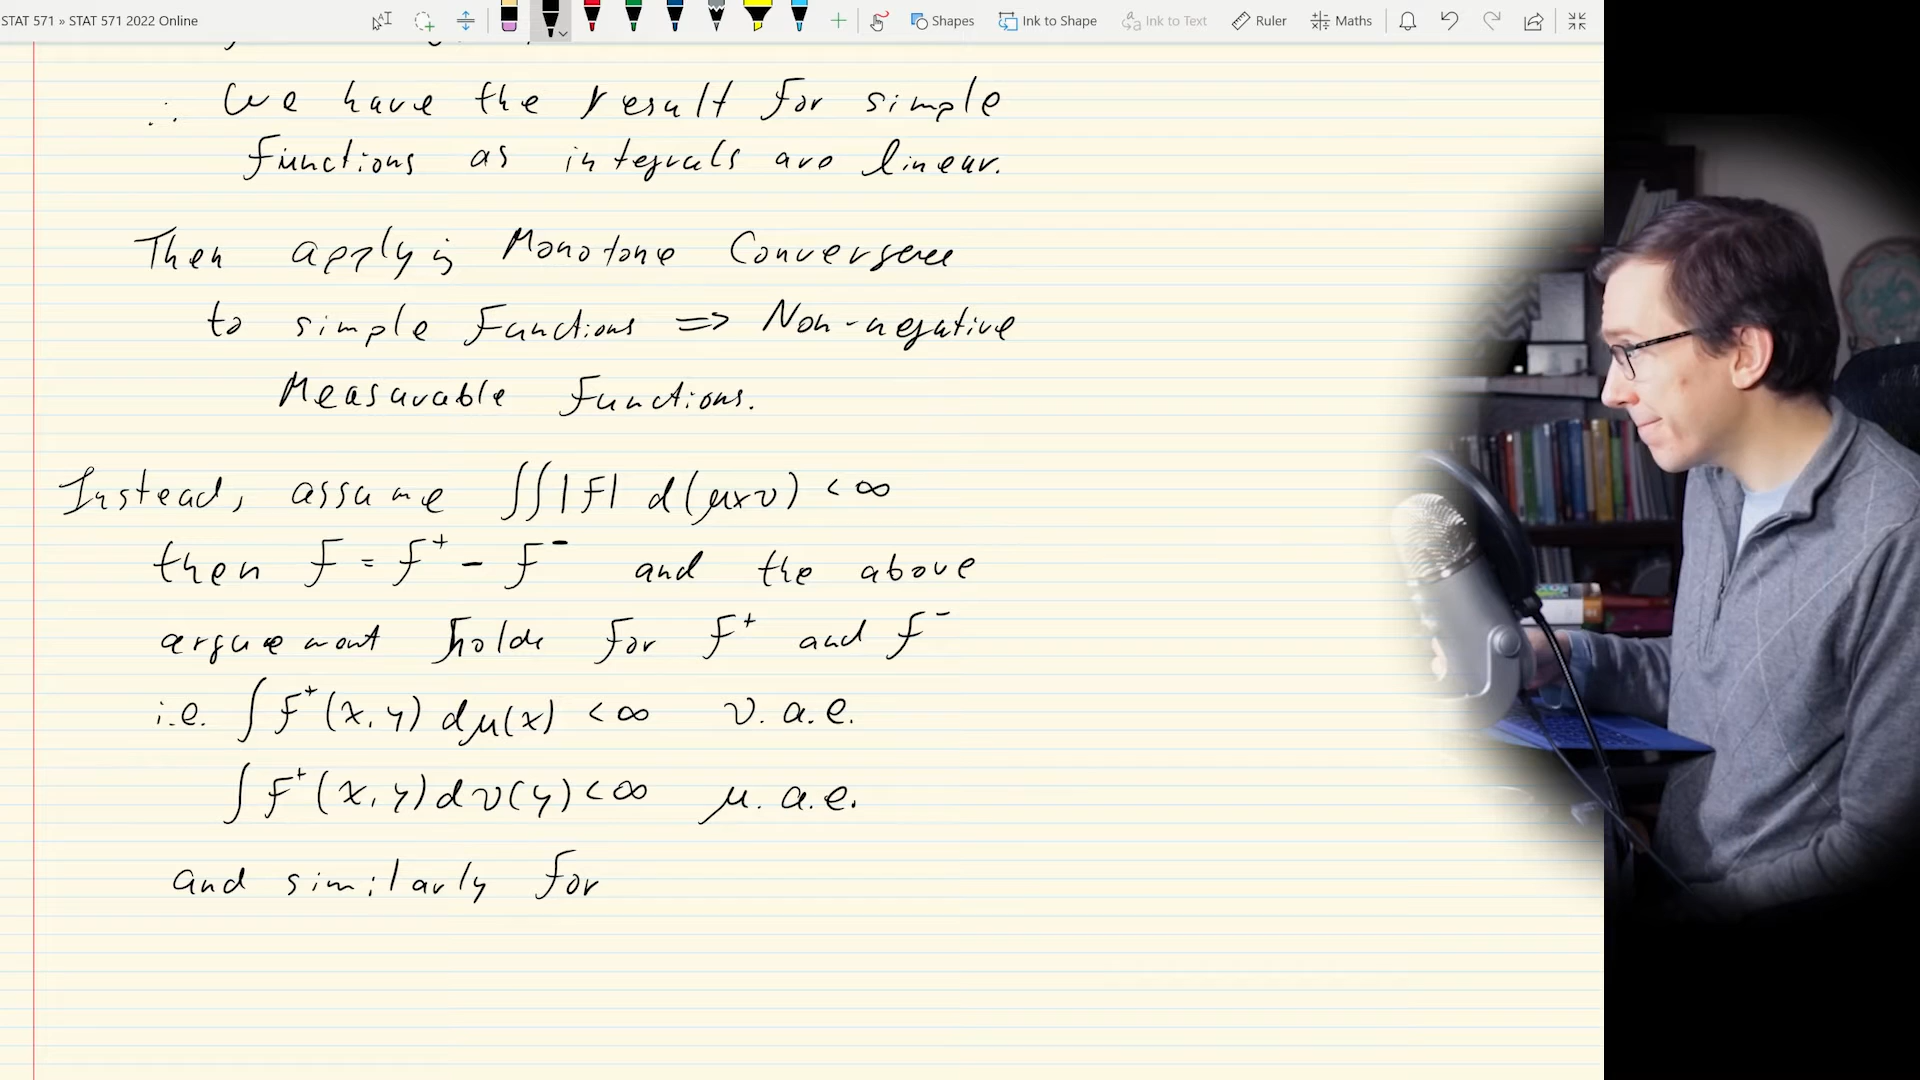 STAT 571 » STAT 571 2022 Online
Shapes
Ink to Shape
Ink to Text
Ruler
Maths
∴ We have the result for simple
functions as integrals are linear.
Then applyig Monotone Convergence
to simple functions => Non-negative
Measurable Functions.
Instead, assume ∫∫|f| d(μ×ν) < ∞
then f = f⁺ - f⁻ and the above
arguement holds for f⁺ and f⁻
i.e. ∫ f⁺(x,y) dμ(x) < ∞ ν. a.e.
∫ f⁺(x,y) dν(y) < ∞ μ. a.e.
and similarly for